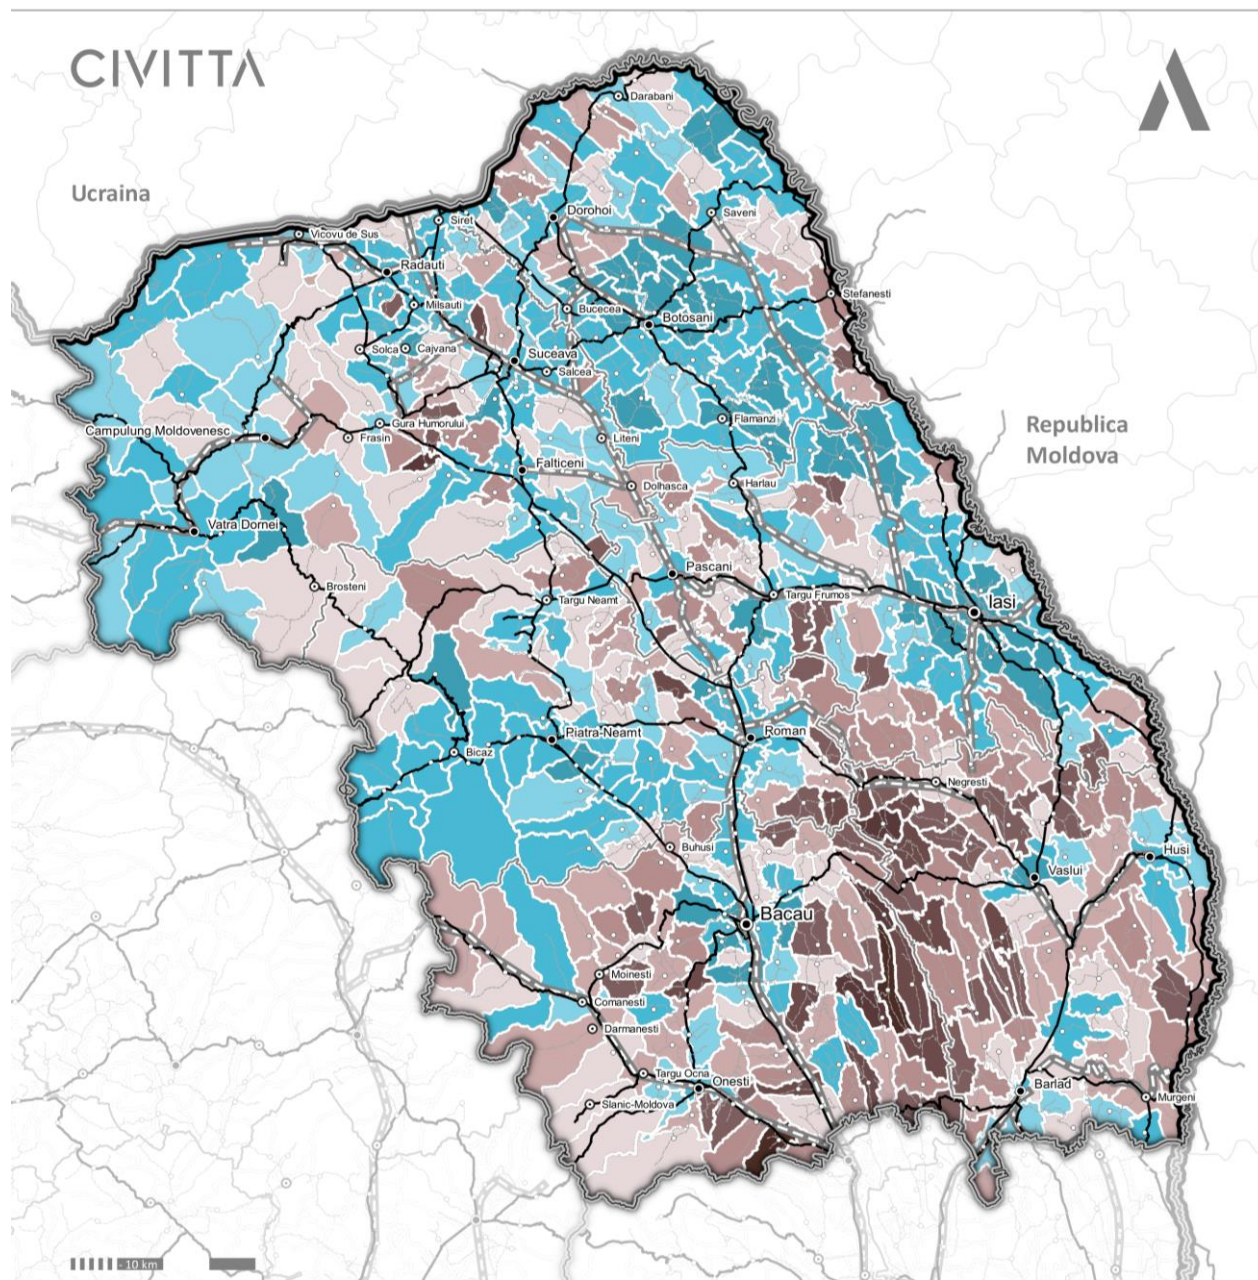 CIVITTA
Ucraina
Darabani
Dorohoi
Saveni
Siret
Vicovu de Sus
Radauti
Stefanesti
Milsauti
Bucecea
Botosani
Solca
Cajvana
Suceava
Salcea
Republica
Moldova
Flamanzi
Gura Humorului
Campulung Moldovenesc
Frasin
Liteni
Falticeni
Dolhasca
Harlau
Vatra Dornei
Pascani
Brosteni
Targu Neamt
Targu Frumos
Iasi
Piatra-Neamt
Roman
Bicaz
Negresti
Buhusi
Husi
Vaslui
Bacau
Moinesti
Comanesti
Darmanesti
Targu Ocna
Onesti
Barlad
Slanic-Moldova
Murgeni
- 10 km